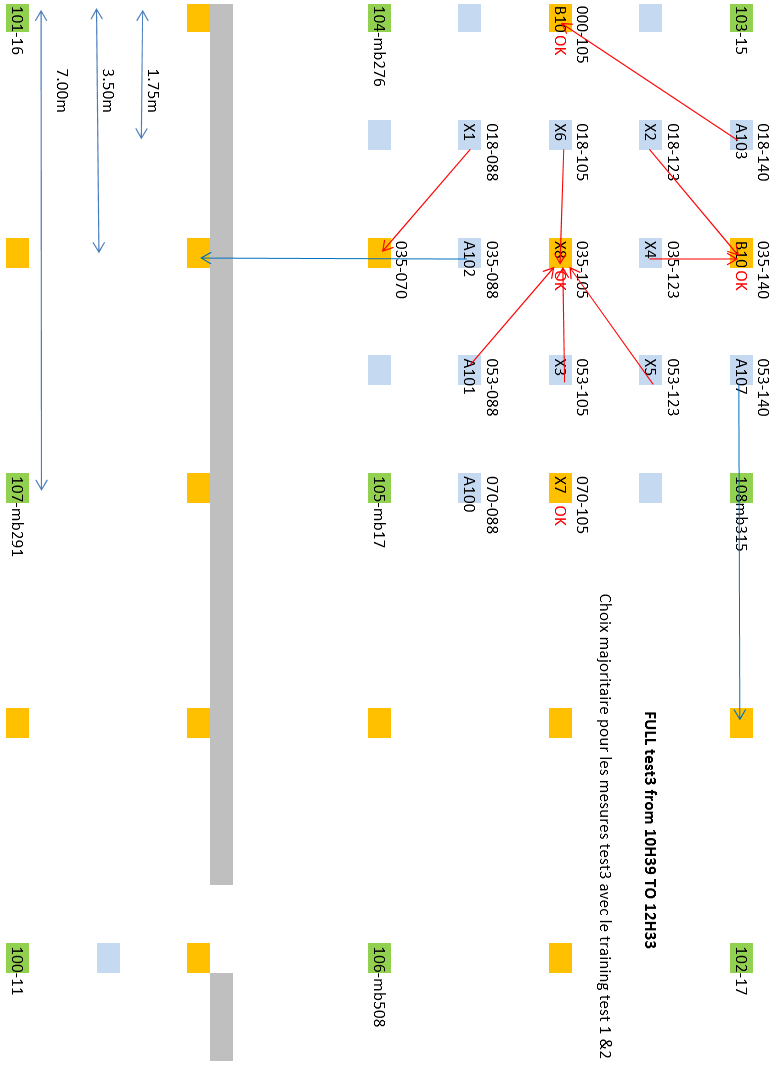 018-140 035-140 053-140
103-15 A103 B10 OK A107 108mb315 102-17
018-123 035-123 053-123
X2 X4 X5 FULL test3 from 10H39 TO 12H33
Choix majoritaire pour les mesures test3 avec le training test 1 &2
000-105 018-105 035-105 053-105 070-105
B10 OK X6 X8 OK X3 X7 OK
018-088 035-088 053-088 070-088
X1 A102 A101 A100
035-070
104-mb276 105-mb17 106-mb508
1.75m
3.50m
7.00m
101-16 107-mb291 100-11